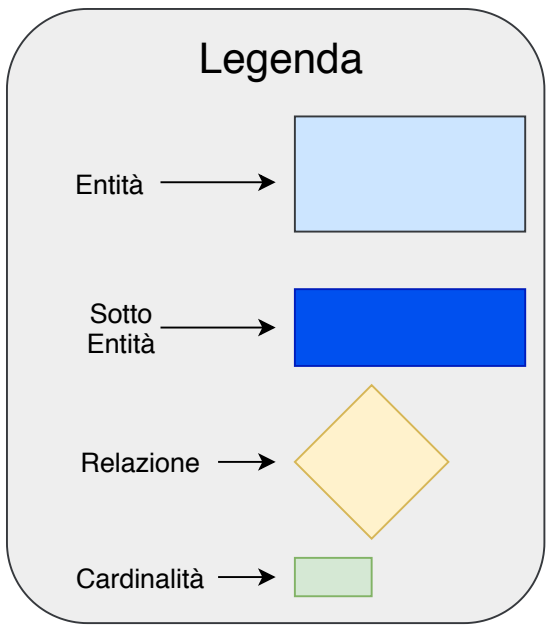 Legenda
Entità
Sotto
Entità
Relazione
Cardinalità